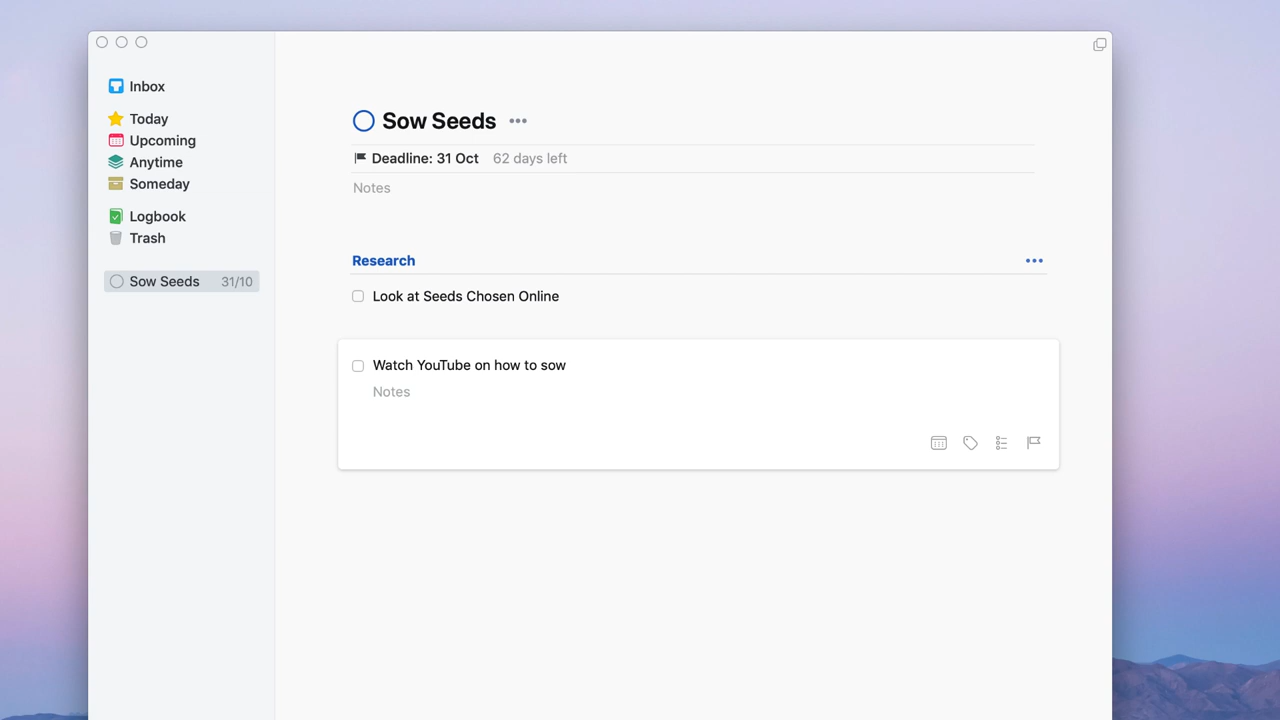 Inbox
Today
Upcoming
Anytime
Someday
Logbook
Trash
Sow Seeds 31/10
Sow Seeds
Deadline: 31 Oct 62 days left
Notes
Research
Look at Seeds Chosen Online
Watch YouTube on how to sow
Notes